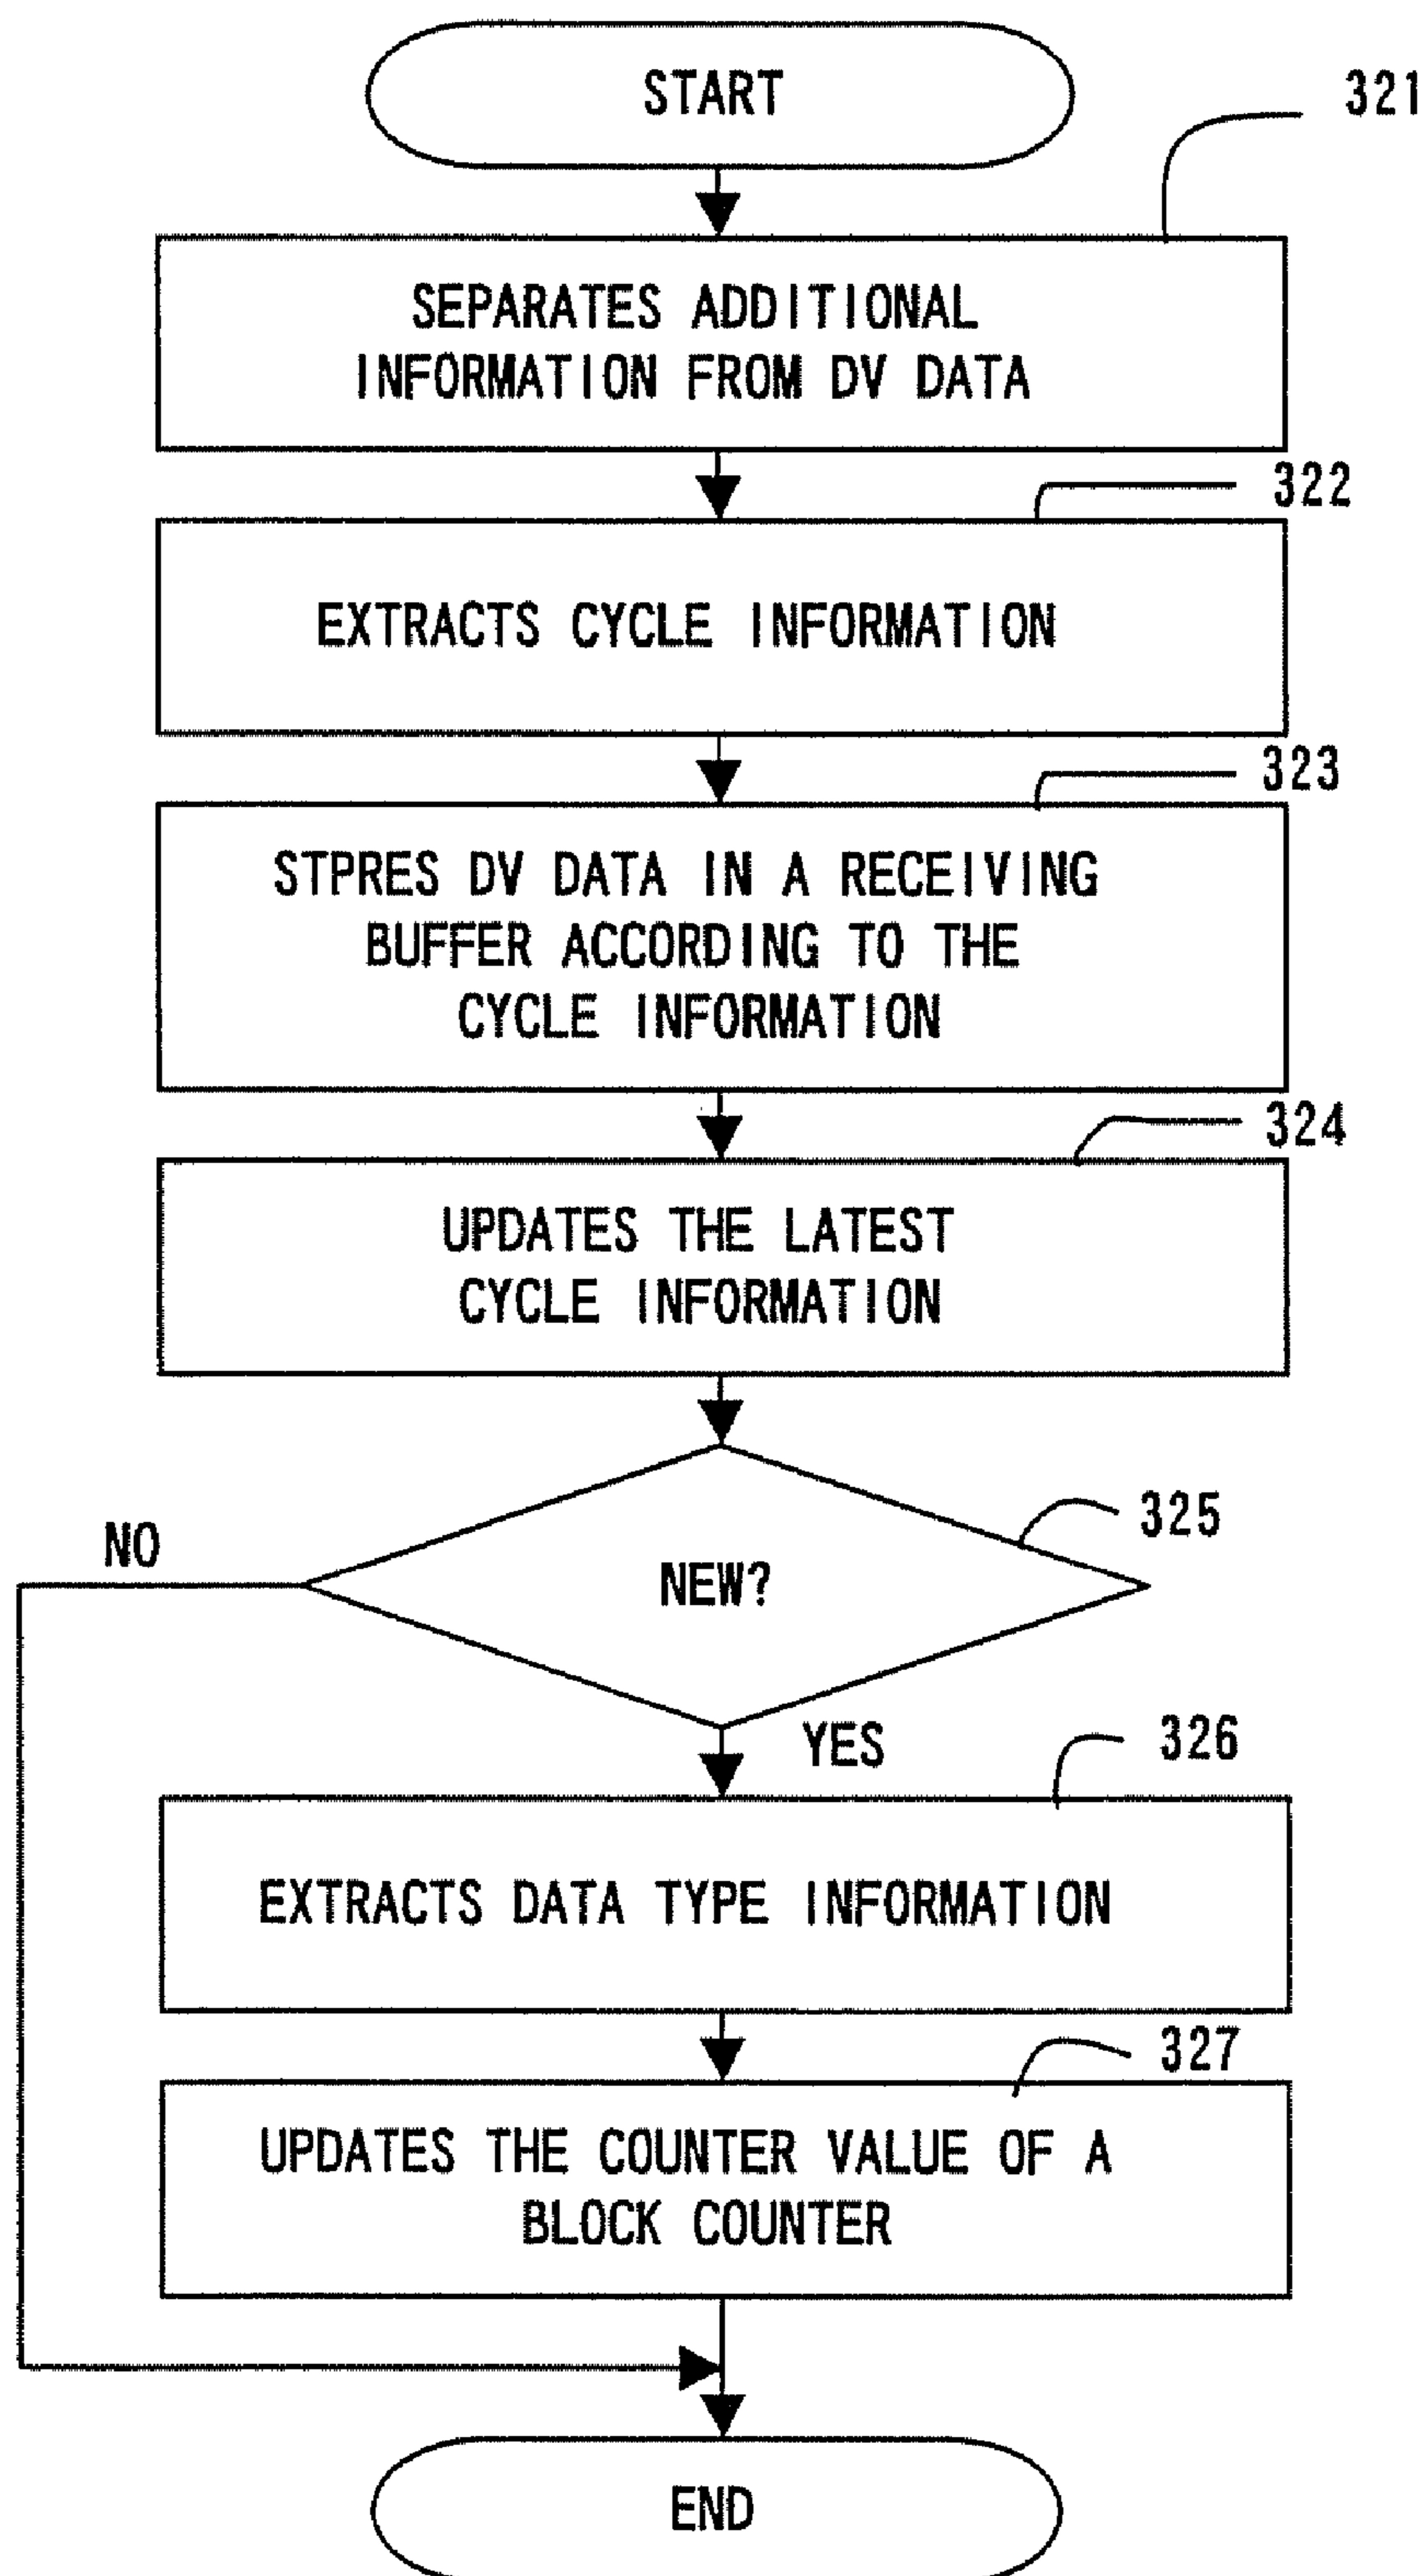 START
321
SEPARATES ADDITIONAL
INFORMATION FROM DV DATA
322
EXTRACTS CYCLE INFORMATION
323
STPRES DV DATA IN A RECEIVING
BUFFER ACCORDING TO THE
CYCLE INFORMATION
324
UPDATES THE LATEST
CYCLE INFORMATION
325
NO
NEW?
YES
326
EXTRACTS DATA TYPE INFORMATION
327
UPDATES THE COUNTER VALUE OF A
BLOCK COUNTER
END